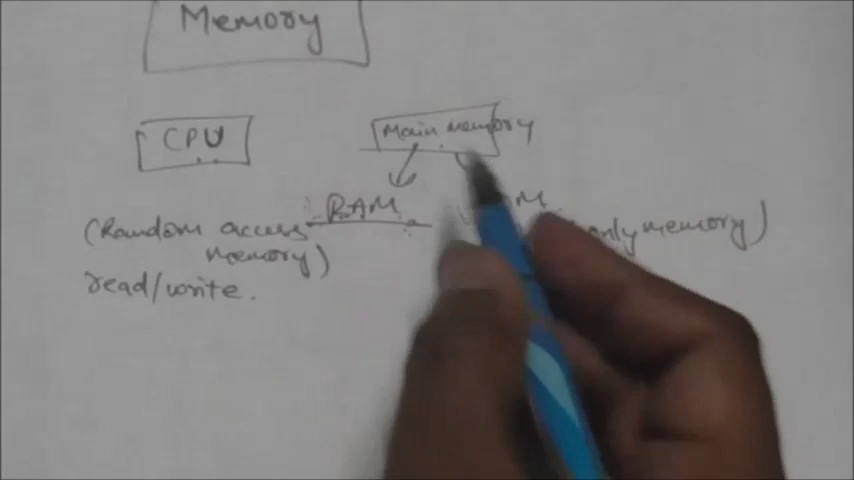 Memory
CPU
Main memory
RAM
(Random access
memory)
only memory)
read/write.